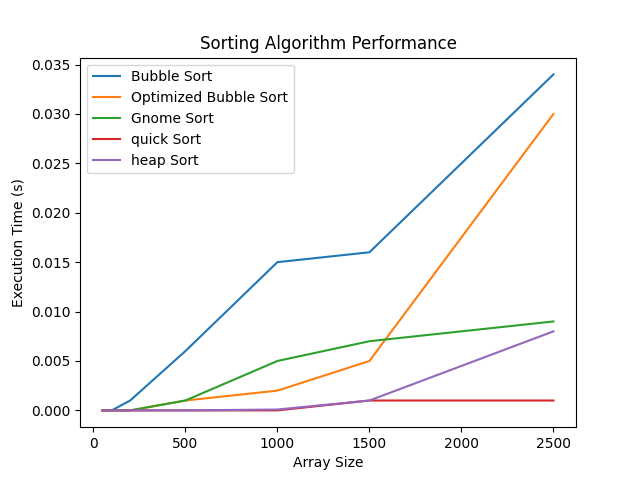 Sorting Algorithm Performance
0.035
0.030
0.025
0.020
0.015
0.010
0.005
0.000
Execution Time (s)
Bubble Sort
Optimized Bubble Sort
Gnome Sort
quick Sort
heap Sort
0 500 1000 1500 2000 2500
Array Size